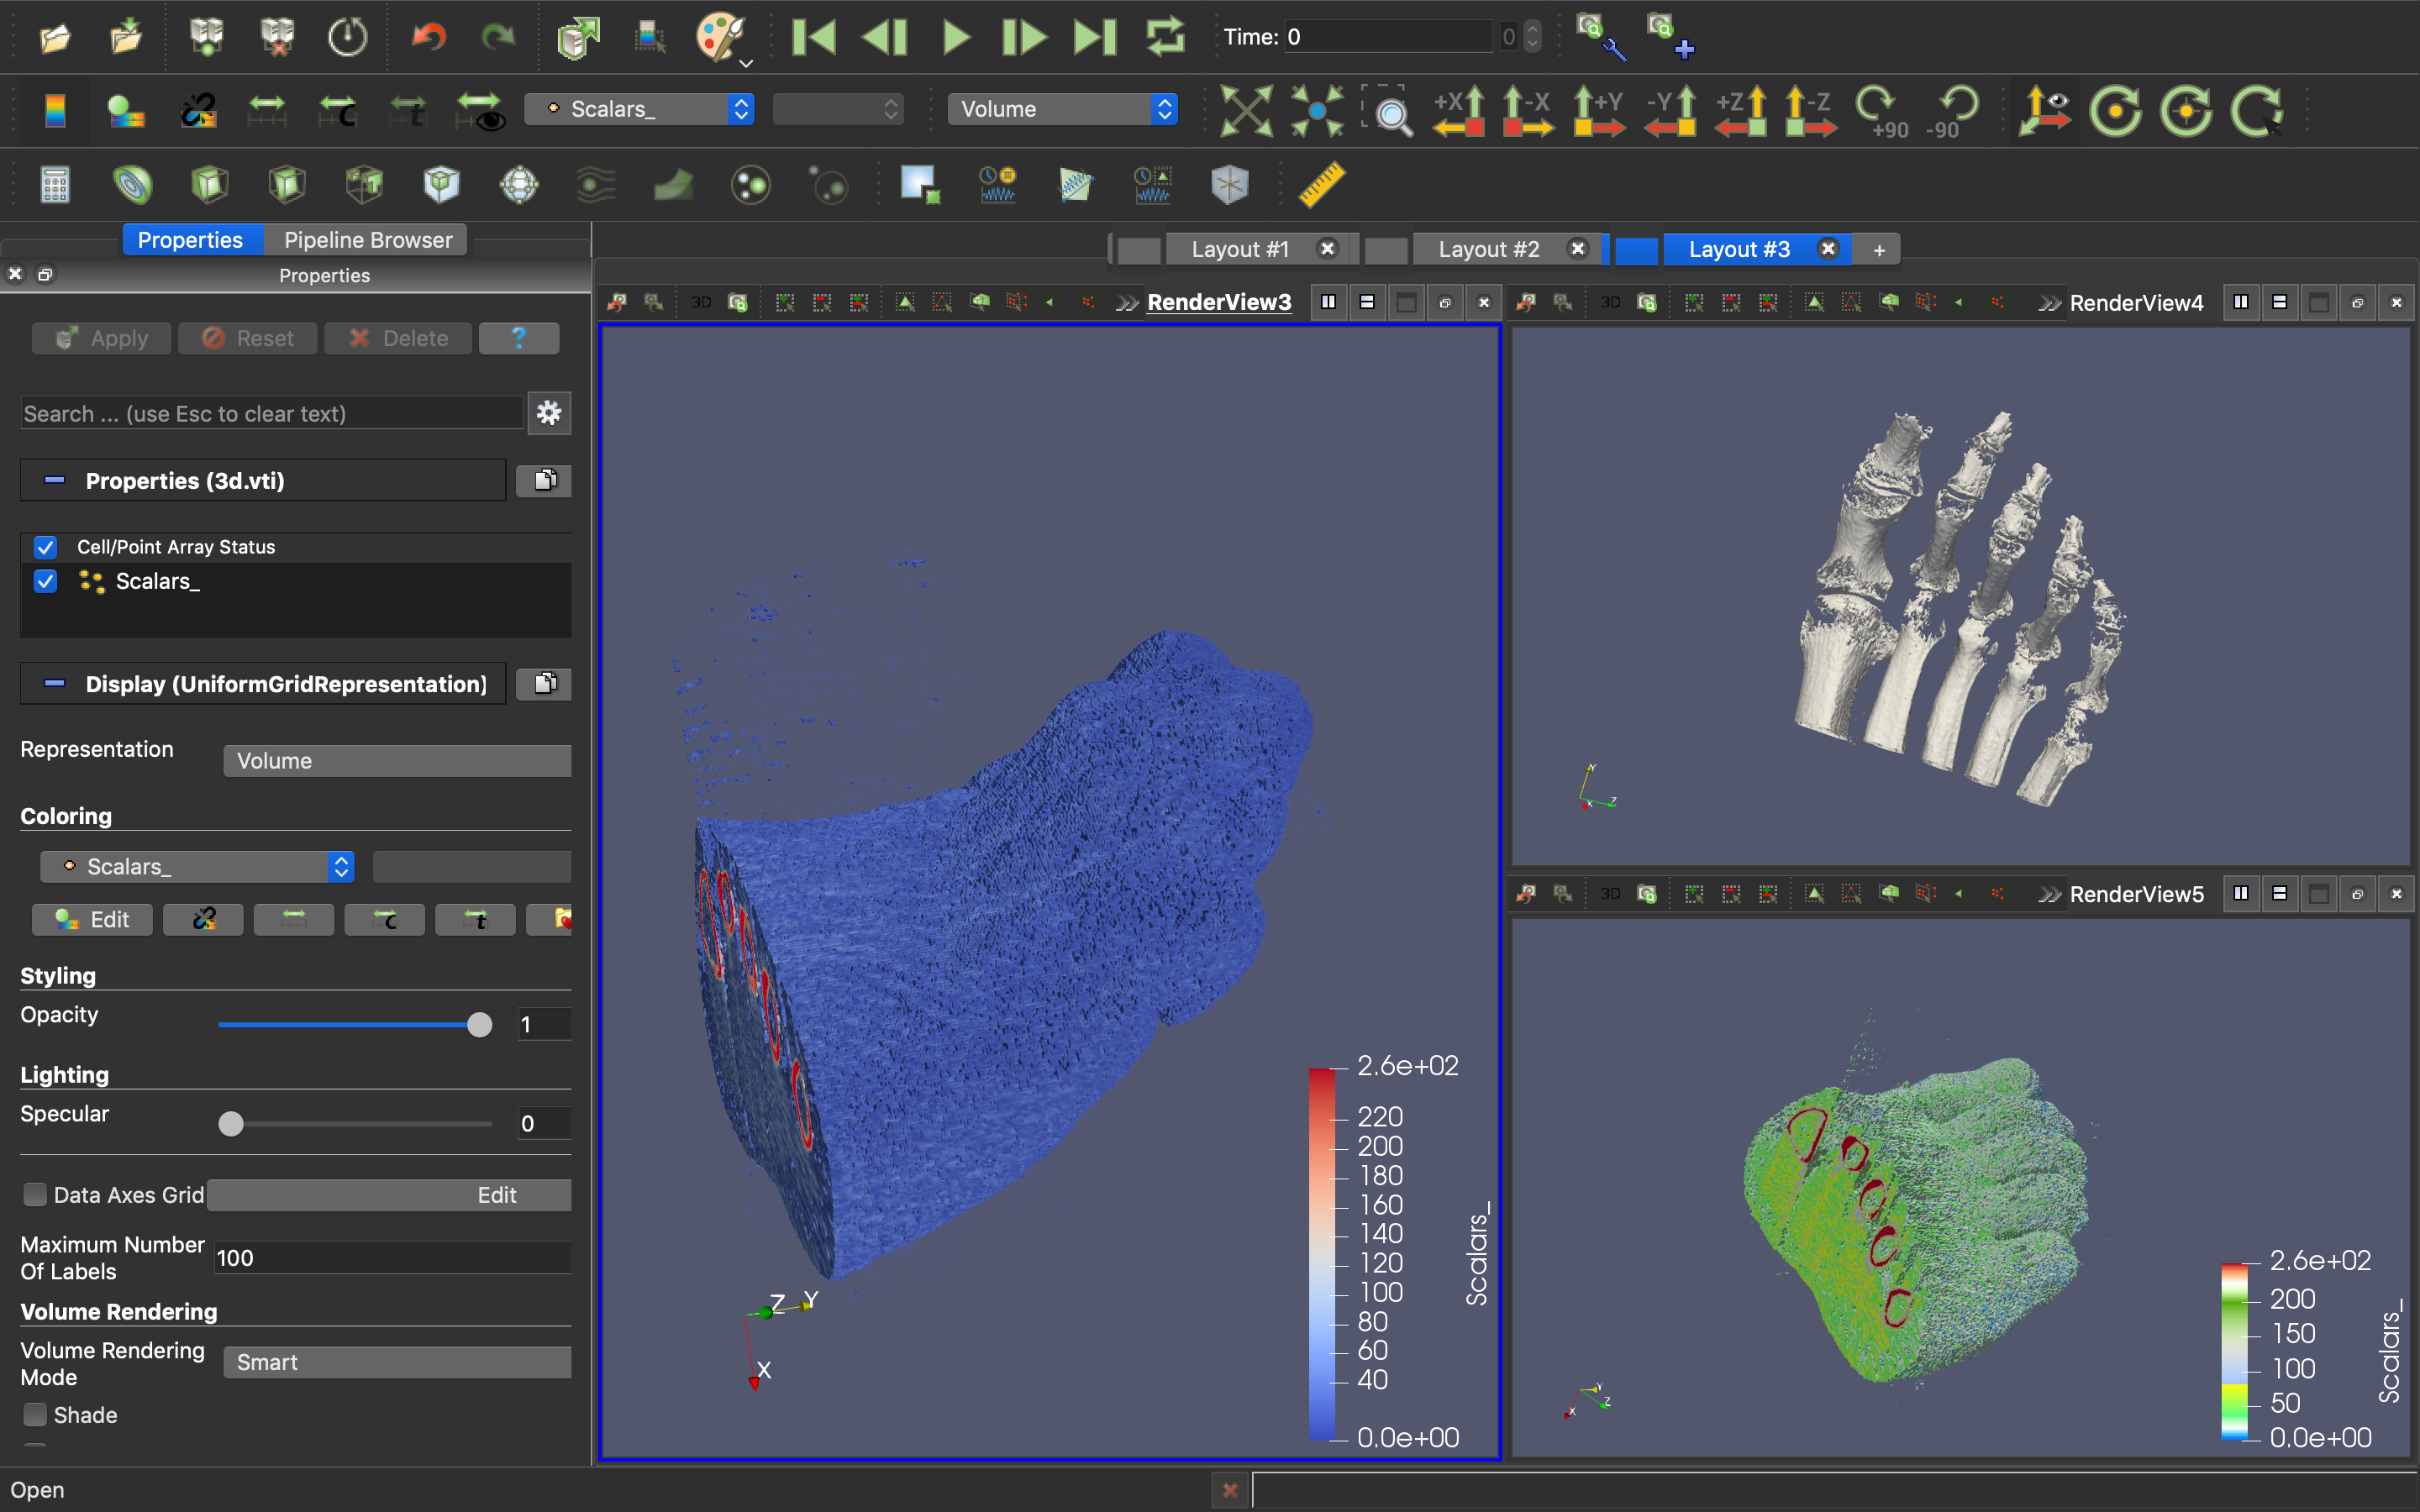 Time: 0 0
Scalars_ Volume +X -X +Y -Y +Z -Z +90 -90
Properties Pipeline Browser
Layout #1 Layout #2 Layout #3 +
Properties
3D RenderView3
3D RenderView4
Apply Reset Delete ?
Search ... (use Esc to clear text)
Properties (3d.vti)
Cell/Point Array Status
Scalars_
Display (UniformGridRepresentation)
Representation Volume
Coloring
Scalars_
Edit c t
Styling
Opacity 1
Lighting
Specular 0
Data Axes Grid Edit
Maximum Number
Of Labels
100
Volume Rendering
Volume Rendering
Mode
Smart
Shade
2.6e+02
220
200
180
160
140
120
100
80
60
40
0.0e+00
Scalars_
Z Y
X
Y
X Z
3D RenderView5
2.6e+02
200
150
100
50
0.0e+00
Scalars_
Y
X Z
Open